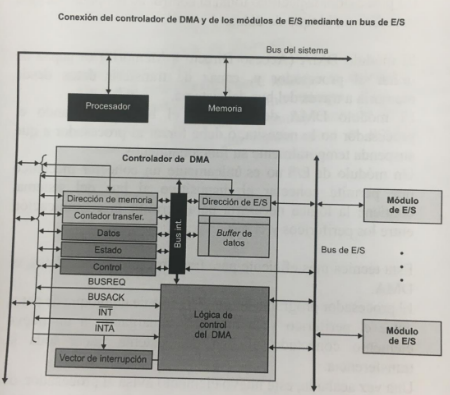 Conexión del controlador de DMA y de los módulos de E/S mediante un bus de E/S
Bus del sistema
Procesador
Memoria
Controlador de DMA
Dirección de memoria
Contador transfer.
Datos
Estado
Control
Bus int.
Dirección de E/S
Buffer de
datos
Módulo
de E/S
Bus de E/S
BUSREQ
BUSACK
INT
INTA
Lógica de
control
del DMA
Vector de interrupción
Módulo
de E/S